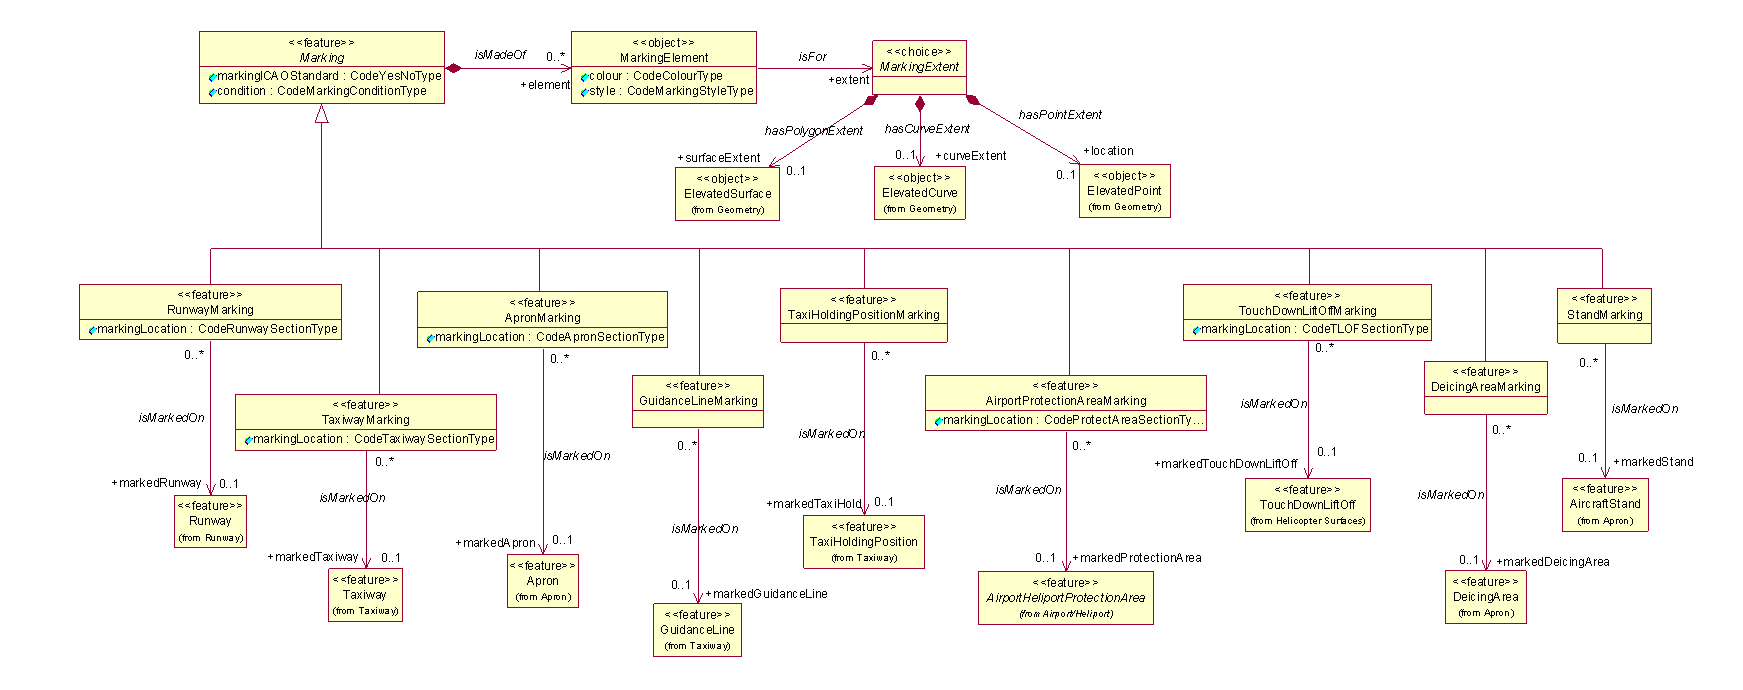 <<feature>>
Marking
markingICAOStandard : CodeYesNoType
condition : CodeMarkingConditionType
isMadeOf
0..*
+element
<<object>>
MarkingElement
colour : CodeColourType
style : CodeMarkingStyleType
isFor
+extent
<<choice>>
MarkingExtent
hasPolygonExtent
hasCurveExtent
hasPointExtent
+surfaceExtent
0..1
0..1
+curveExtent
+location
0..1
<<object>>
ElevatedSurface
(from Geometry)
<<object>>
ElevatedCurve
(from Geometry)
<<object>>
ElevatedPoint
(from Geometry)
<<feature>>
RunwayMarking
markingLocation : CodeRunwaySectionType
0..*
isMarkedOn
+markedRunway
0..1
<<feature>>
Runway
(from Runway)
<<feature>>
TaxiwayMarking
markingLocation : CodeTaxiwaySectionType
0..*
isMarkedOn
+markedTaxiway
0..1
<<feature>>
Taxiway
(from Taxiway)
<<feature>>
ApronMarking
markingLocation : CodeApronSectionType
0..*
isMarkedOn
+markedApron
0..1
<<feature>>
Apron
(from Apron)
<<feature>>
GuidanceLineMarking
0..*
isMarkedOn
0..1
+markedGuidanceLine
<<feature>>
GuidanceLine
(from Taxiway)
<<feature>>
TaxiHoldingPositionMarking
0..*
isMarkedOn
+markedTaxiHold
0..1
<<feature>>
TaxiHoldingPosition
(from Taxiway)
<<feature>>
AirportProtectionAreaMarking
markingLocation : CodeProtectAreaSectionTy...
0..*
isMarkedOn
0..1
+markedProtectionArea
<<feature>>
AirportHeliportProtectionArea
(from Airport/Heliport)
<<feature>>
TouchDownLiftOffMarking
markingLocation : CodeTLOFSectionType
0..*
isMarkedOn
0..1
+markedTouchDownLiftOff
<<feature>>
TouchDownLiftOff
(from Helicopter Surfaces)
<<feature>>
DeicingAreaMarking
0..*
isMarkedOn
0..1
+markedDeicingArea
<<feature>>
DeicingArea
(from Apron)
<<feature>>
StandMarking
0..*
isMarkedOn
0..1
+markedStand
<<feature>>
AircraftStand
(from Apron)